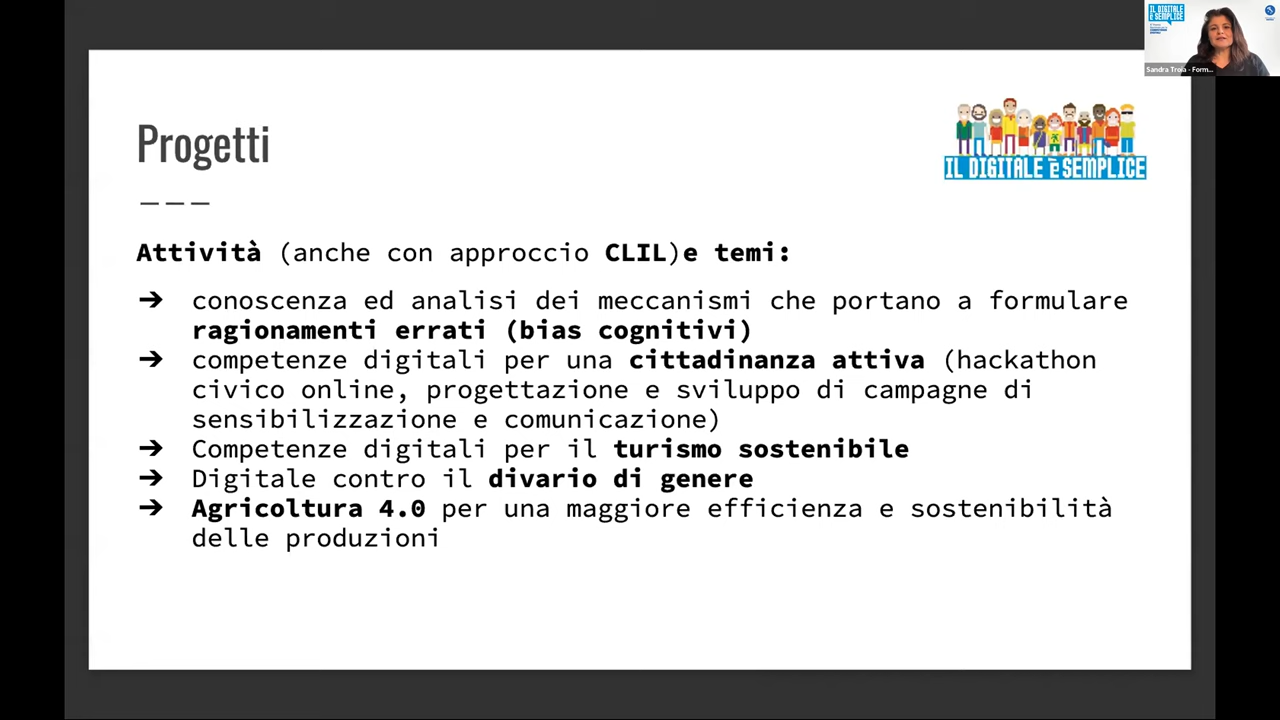 IL DIGITALE
È SEMPLICE
Sandra Troia - Form...
Progetti
IL DIGITALE è SEMPLICE
Attività (anche con approccio CLIL)e temi:
➔ conoscenza ed analisi dei meccanismi che portano a formulare
ragionamenti errati (bias cognitivi)
➔ competenze digitali per una cittadinanza attiva (hackathon
civico online, progettazione e sviluppo di campagne di
sensibilizzazione e comunicazione)
➔ Competenze digitali per il turismo sostenibile
➔ Digitale contro il divario di genere
➔ Agricoltura 4.0 per una maggiore efficienza e sostenibilità
delle produzioni